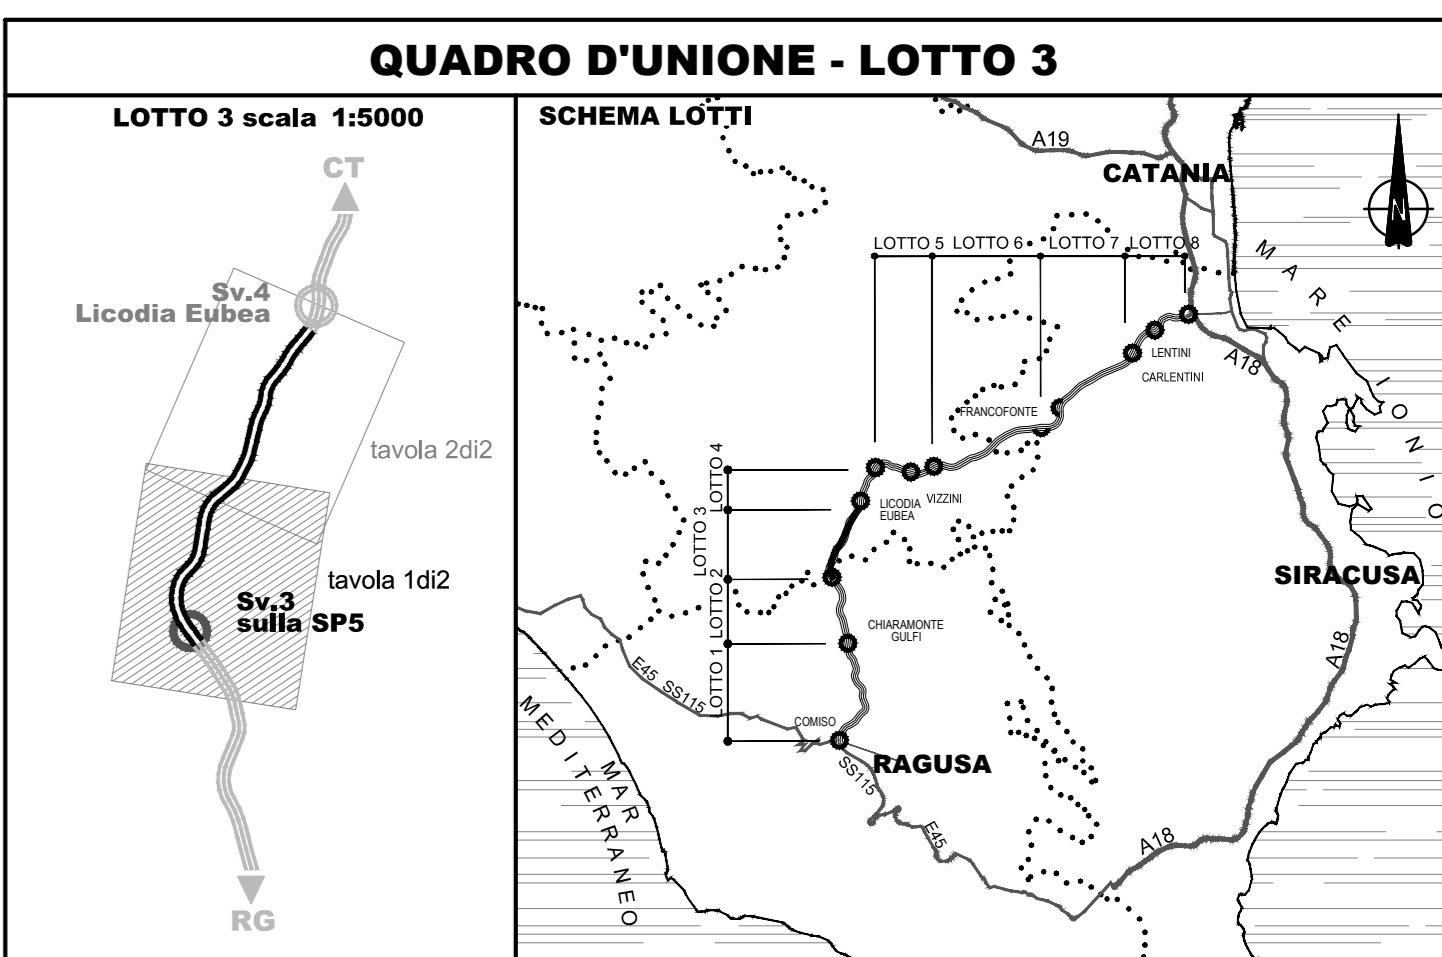 QUADRO D'UNIONE - LOTTO 3
LOTTO 3 scala 1:5000
CT
Sv.4
Licodia Eubea
tavola 2di2
tavola 1di2
Sv.3
sulla SP5
RG
SCHEMA LOTTI
A19
CATANIA
N
LOTTO 5
LOTTO 6
LOTTO 7
LOTTO 8
MARE
IONIO
LENTINI
CARLENTINI
A18
FRANCOFONTE
LOTTO 4
LOTTO 3
LOTTO 2
LOTTO 1
LICODIA
EUBEA
VIZZINI
SIRACUSA
CHIARAMONTE
GULFI
A18
E45
SS115
COMISO
RAGUSA
SS115
E45
A18
MAR
MEDITERRANEO